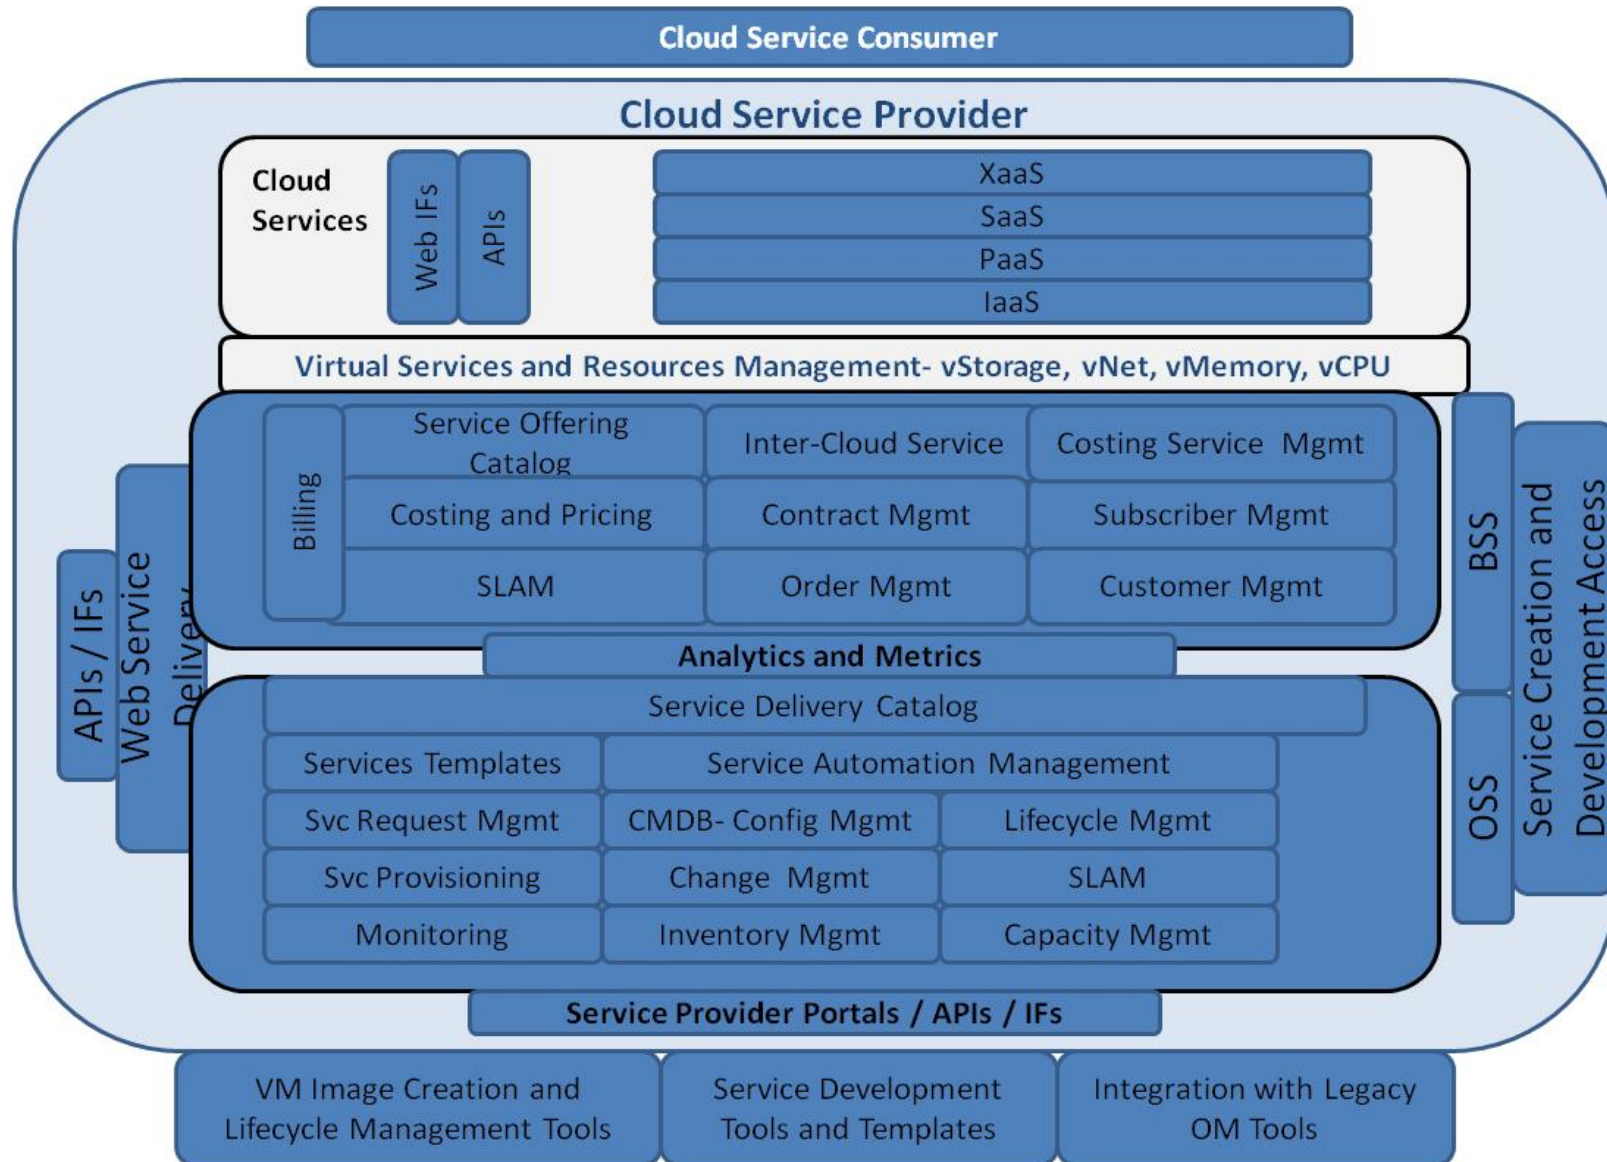 Cloud Service Consumer
Cloud Service Provider
Cloud
Services
Web IFs
APIs
XaaS
SaaS
PaaS
IaaS
Virtual Services and Resources Management- vStorage, vNet, vMemory, vCPU
Billing
Service Offering
Catalog
Inter-Cloud Service
Costing Service Mgmt
Costing and Pricing
Contract Mgmt
Subscriber Mgmt
SLAM
Order Mgmt
Customer Mgmt
APIs / IFs
Web Service
Delivery
BSS
OSS
Service Creation and
Development Access
Analytics and Metrics
Service Delivery Catalog
Services Templates
Service Automation Management
Svc Request Mgmt
CMDB- Config Mgmt
Lifecycle Mgmt
Svc Provisioning
Change Mgmt
SLAM
Monitoring
Inventory Mgmt
Capacity Mgmt
Service Provider Portals / APIs / IFs
VM Image Creation and
Lifecycle Management Tools
Service Development
Tools and Templates
Integration with Legacy
OM Tools